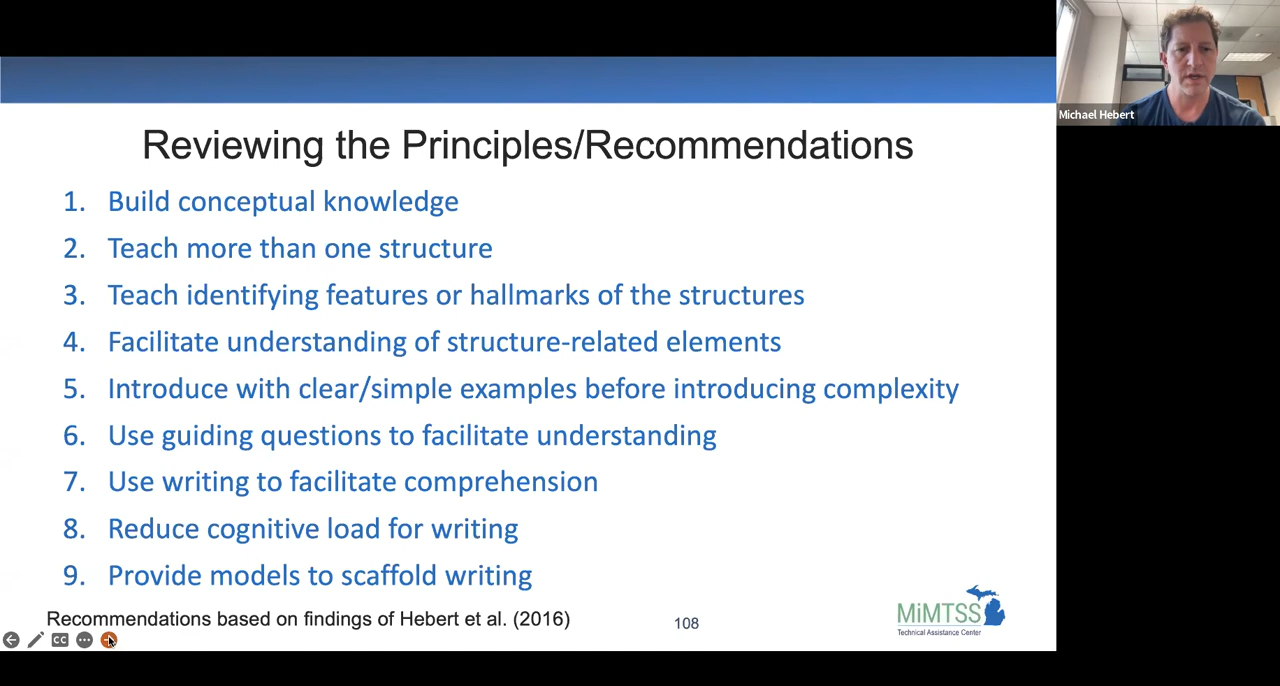 Reviewing the Principles/Recommendations
1. Build conceptual knowledge
2. Teach more than one structure
3. Teach identifying features or hallmarks of the structures
4. Facilitate understanding of structure-related elements
5. Introduce with clear/simple examples before introducing complexity
6. Use guiding questions to facilitate understanding
7. Use writing to facilitate comprehension
8. Reduce cognitive load for writing
9. Provide models to scaffold writing
Recommendations based on findings of Hebert et al. (2016)
108
MiMTSS
Technical Assistance Center
CC
Michael Hebert